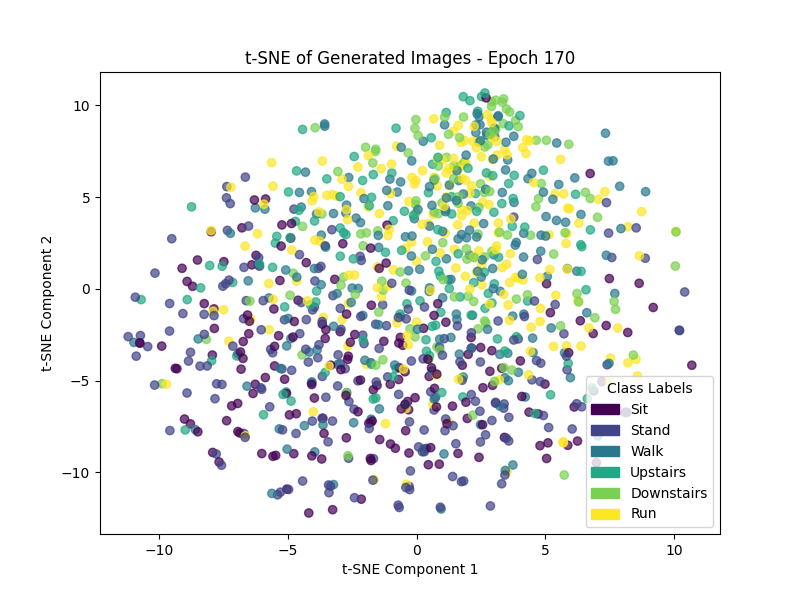 t-SNE of Generated Images - Epoch 170
t-SNE Component 2
10
5
0
−5
−10
Class Labels
Sit
Stand
Walk
Upstairs
Downstairs
Run
−10
−5
0
5
10
t-SNE Component 1